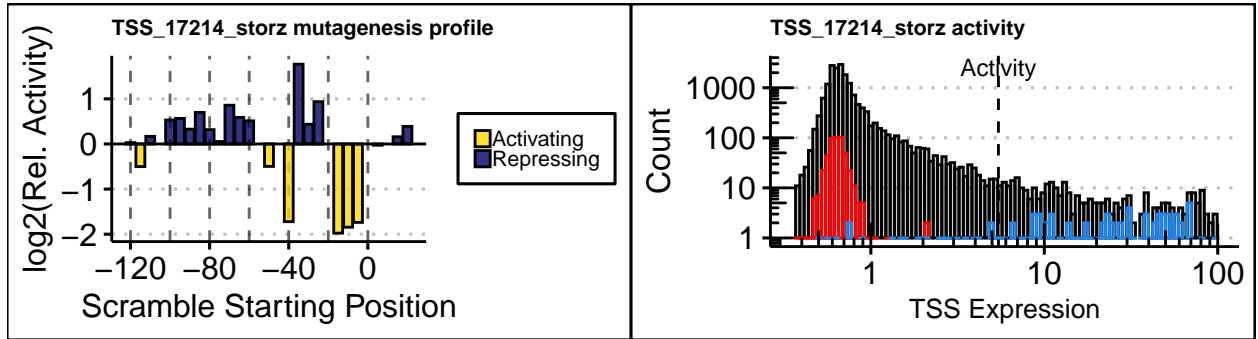 TSS_17214_storz mutagenesis profile
log2(Rel. Activity)
1
0
−1
−2
−120
−80
−40
0
Scramble Starting Position
Activating
Repressing
TSS_17214_storz activity
Activity
Count
1000
100
10
1
1
10
100
TSS Expression